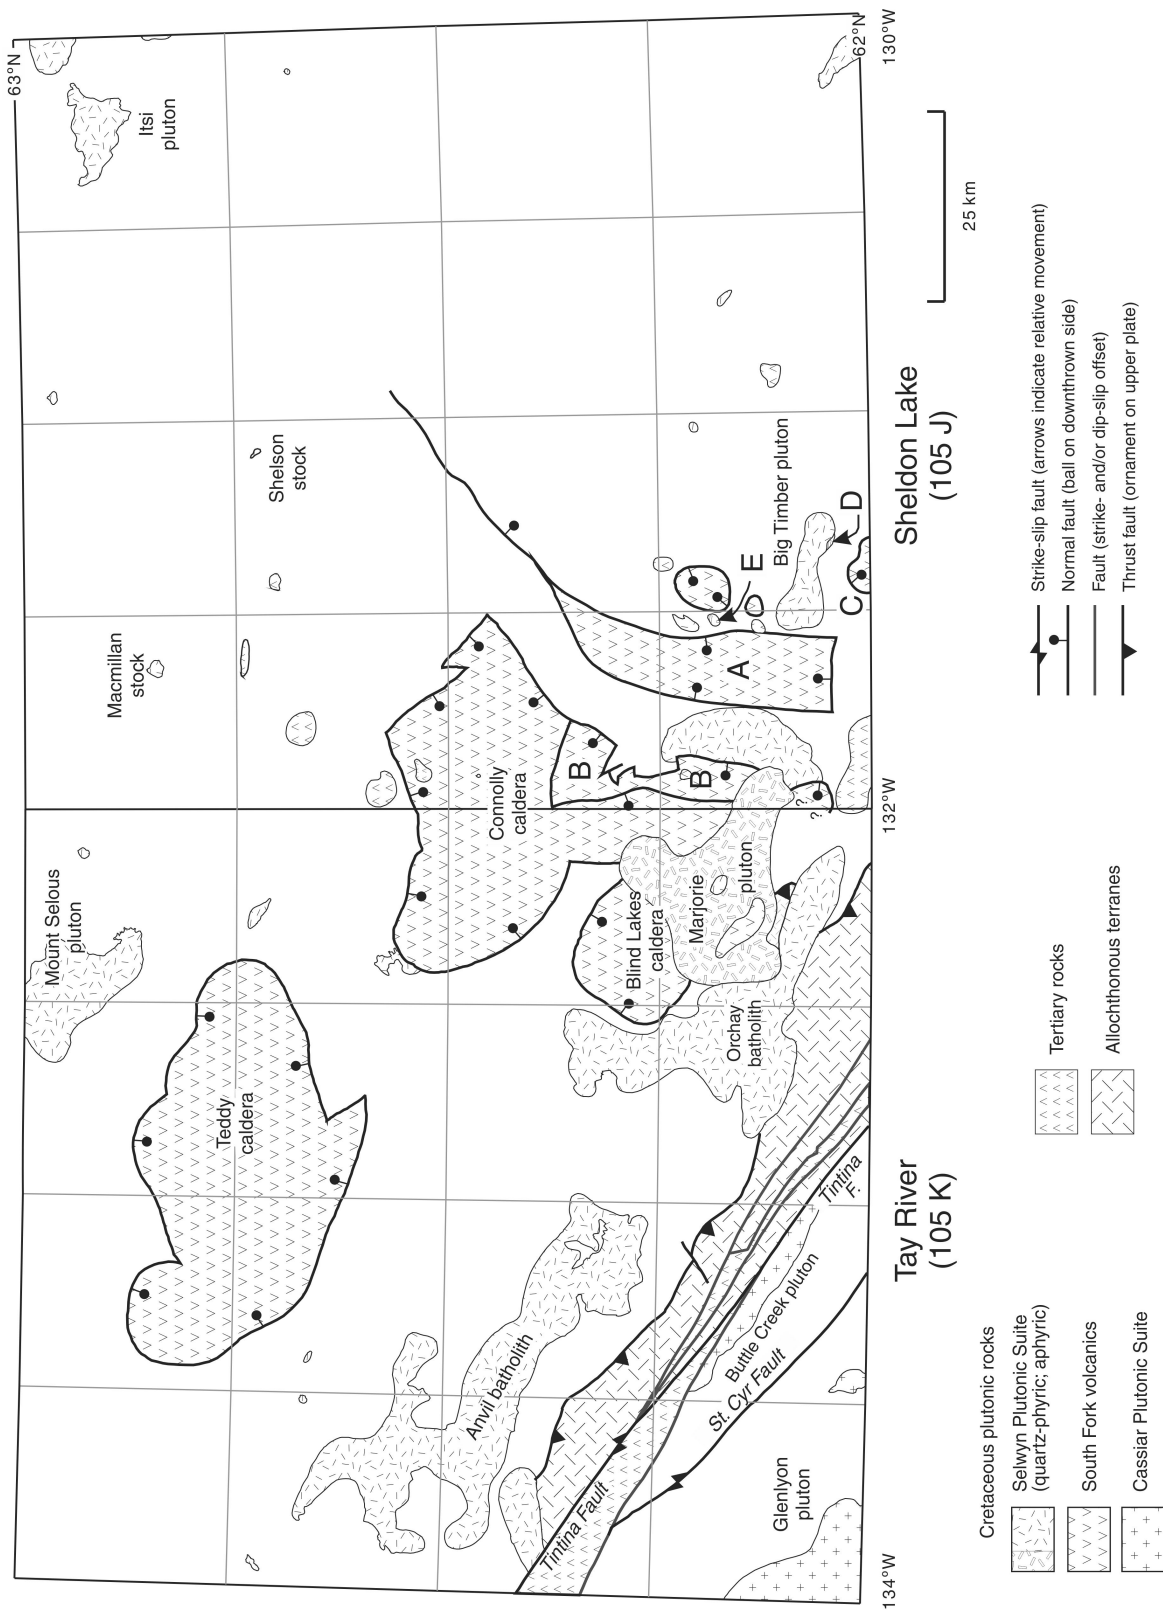 63°N
62°N
130°W
132°W
134°W
Itsi
pluton
Shelson
stock
Macmillan
stock
Mount Selous
pluton
Teddy
caldera
Connolly
caldera
Blind Lakes
caldera
Marjorie
pluton
Orchay
batholith
Anvil batholith
Big Timber pluton
A
B
B
C
D
E
?
?
Tintina Fault
Tintina
F.
Buttle Creek pluton
St. Cyr Fault
Glenlyon
pluton
Tay River
(105 K)
Sheldon Lake
(105 J)
25 km
Cretaceous plutonic rocks
Selwyn Plutonic Suite
(quartz-phyric; aphyric)
South Fork volcanics
Cassiar Plutonic Suite
Tertiary rocks
Allochthonous terranes
Strike-slip fault (arrows indicate relative movement)
Normal fault (ball on downthrown side)
Fault (strike- and/or dip-slip offset)
Thrust fault (ornament on upper plate)